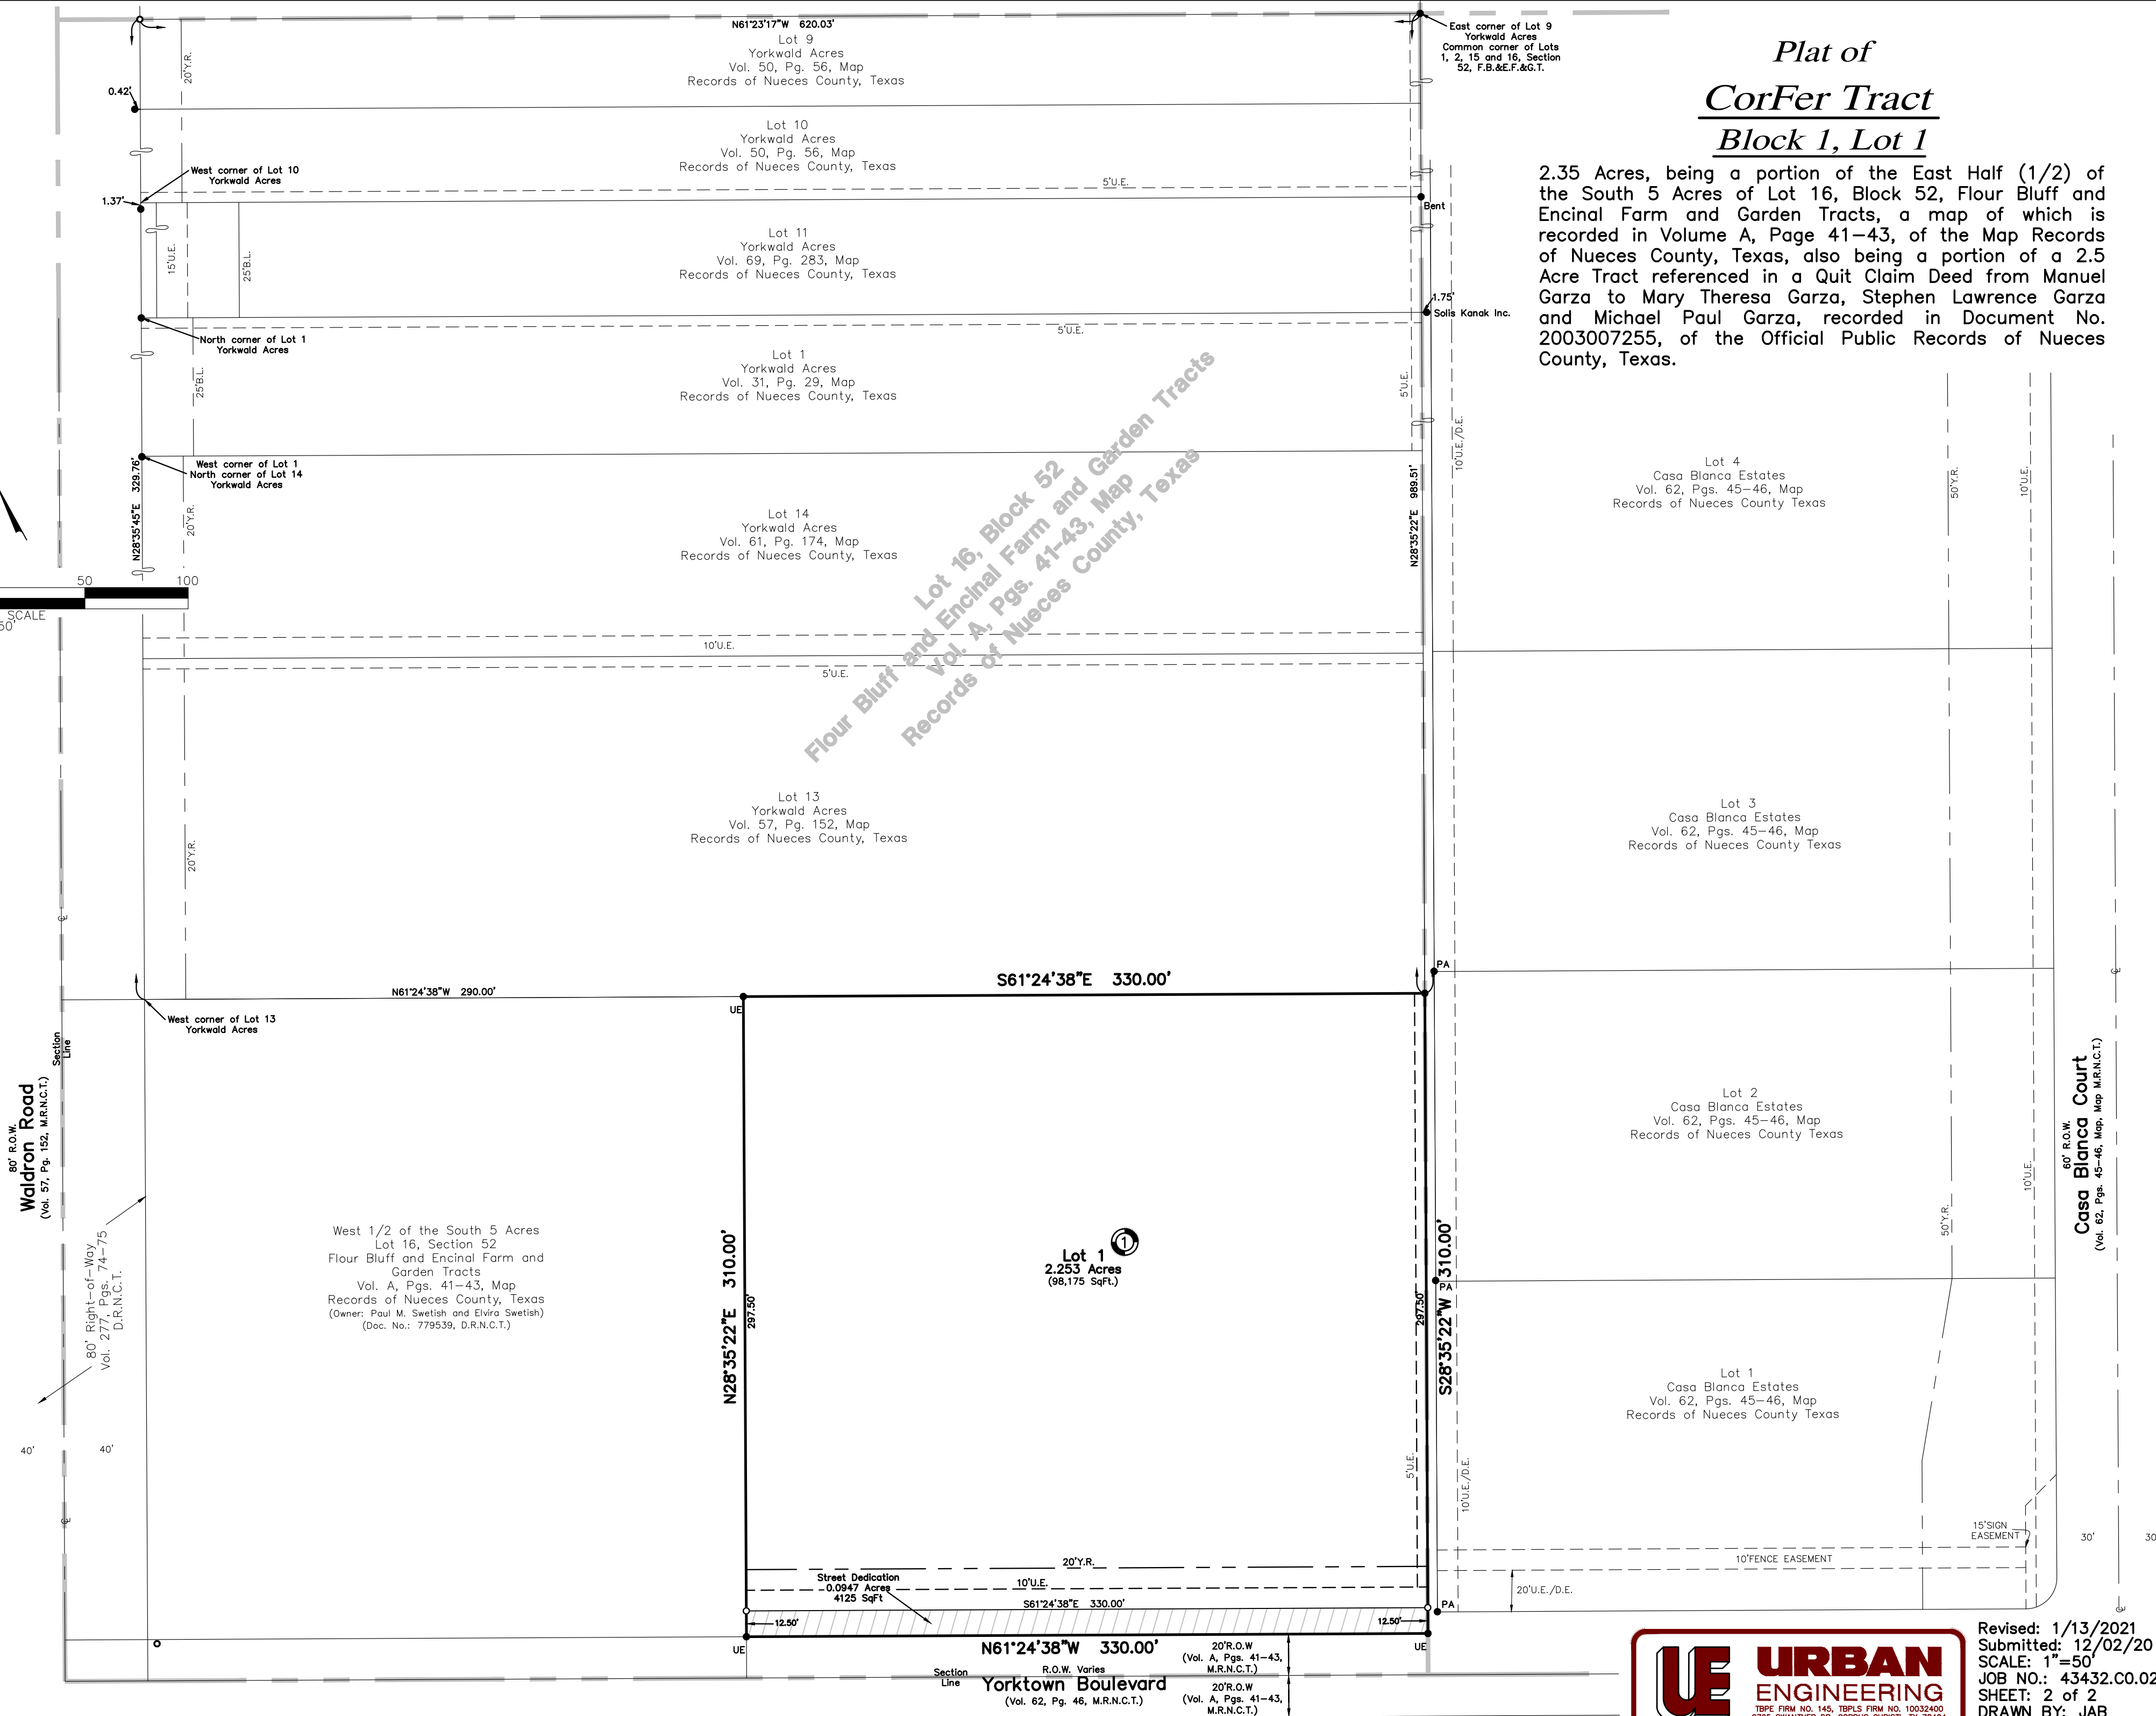 Plat of
CorFer Tract
Block 1, Lot 1
2.35 Acres, being a portion of the East Half (1/2) of
the South 5 Acres of Lot 16, Block 52, Flour Bluff and
Encinal Farm and Garden Tracts, a map of which is
recorded in Volume A, Page 41-43, of the Map Records
of Nueces County, Texas, also being a portion of a 2.5
Acre Tract referenced in a Quit Claim Deed from Manuel
Garza to Mary Theresa Garza, Stephen Lawrence Garza
and Michael Paul Garza, recorded in Document No.
2003007255, of the Official Public Records of Nueces
County, Texas.
N61°23'17"W 620.03'
East corner of Lot 9
Yorkwald Acres
Common corner of Lots
1, 2, 15 and 16, Section
52, F.B.&E.F.&G.T.
Lot 9
Yorkwald Acres
Vol. 50, Pg. 56, Map
Records of Nueces County, Texas
20'Y.R.
0.42'
Lot 10
Yorkwald Acres
Vol. 50, Pg. 56, Map
Records of Nueces County, Texas
West corner of Lot 10
Yorkwald Acres
5'U.E.
1.37'
Bent
15'U.E.
25'B.L.
Lot 11
Yorkwald Acres
Vol. 69, Pg. 283, Map
Records of Nueces County, Texas
1.75'
Solis Kanak Inc.
North corner of Lot 1
Yorkwald Acres
5'U.E.
25'B.L.
Lot 1
Yorkwald Acres
Vol. 31, Pg. 29, Map
Records of Nueces County, Texas
5'U.E.
10'U.E./D.E.
West corner of Lot 1
North corner of Lot 14
Yorkwald Acres
N28°35'45"E 329.76'
20'Y.R.
Lot 14
Yorkwald Acres
Vol. 61, Pg. 174, Map
Records of Nueces County, Texas
N28°35'22"E 989.51'
Lot 16, Block 52
Flour Bluff and Encinal Farm and Garden Tracts
Vol. A, Pgs. 41-43, Map
Records of Nueces County, Texas
Lot 4
Casa Blanca Estates
Vol. 62, Pgs. 45-46, Map
Records of Nueces County Texas
50'Y.R.
10'U.E.
50
100
SCALE
10'U.E.
5'U.E.
Lot 13
Yorkwald Acres
Vol. 57, Pg. 152, Map
Records of Nueces County, Texas
20'Y.R.
Lot 3
Casa Blanca Estates
Vol. 62, Pgs. 45-46, Map
Records of Nueces County Texas
PA
N61°24'38"W 290.00'
S61°24'38"E 330.00'
UE
West corner of Lot 13
Yorkwald Acres
Section
Line
80' R.O.W.
Waldron Road
(Vol. 57, Pg. 152, M.R.N.C.T.)
80' Right-of-Way
Vol. 277, Pgs. 74-75
D.R.N.C.T.
40'
40'
West 1/2 of the South 5 Acres
Lot 16, Section 52
Flour Bluff and Encinal Farm and
Garden Tracts
Vol. A, Pgs. 41-43, Map
Records of Nueces County, Texas
(Owner: Paul M. Swetish and Elvira Swetish)
(Doc. No.: 779539, D.R.N.C.T.)
N28°35'22"E 310.00'
297.50'
1
Lot 1
2.253 Acres
(98,175 SqFt.)
297.50'
S28°35'22"W 310.00'
PA
5'U.E.
10'U.E./D.E.
Lot 2
Casa Blanca Estates
Vol. 62, Pgs. 45-46, Map
Records of Nueces County Texas
50'Y.R.
10'U.E.
60' R.O.W.
Casa Blanca Court
(Vol. 62, Pgs. 45-46, Map, Map M.R.N.C.T.)
Lot 1
Casa Blanca Estates
Vol. 62, Pgs. 45-46, Map
Records of Nueces County Texas
15'SIGN
EASEMENT
30'
30
10'FENCE EASEMENT
20'U.E./D.E.
PA
20'Y.R.
Street Dedication
0.0947 Acres
4125 SqFt
10'U.E.
S61°24'38"E 330.00'
12.50'
12.50'
UE
UE
N61°24'38"W 330.00'
20'R.O.W
(Vol. A, Pgs. 41-43,
M.R.N.C.T.)
Section
Line
R.O.W. Varies
Yorktown Boulevard
(Vol. 62, Pg. 46, M.R.N.C.T.)
20'R.O.W
(Vol. A, Pgs. 41-43,
M.R.N.C.T.)
UE
URBAN
ENGINEERING
TBPE FIRM NO. 145, TBPLS FIRM NO. 10032400
Revised: 1/13/2021
Submitted: 12/02/20
SCALE: 1"=50'
JOB NO.: 43432.C0.02
SHEET: 2 of 2
DRAWN BY: JAB